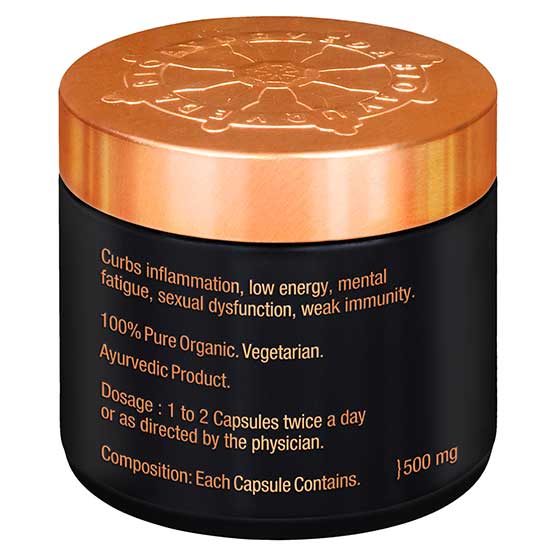 BIOAYURVEDA
Curbs inflammation, low energy, mental
fatigue, sexual dysfunction, weak immunity.
100% Pure Organic. Vegetarian.
Ayurvedic Product.
Dosage : 1 to 2 Capsules twice a day
or as directed by the physician.
Composition: Each Capsule Contains. }500 mg